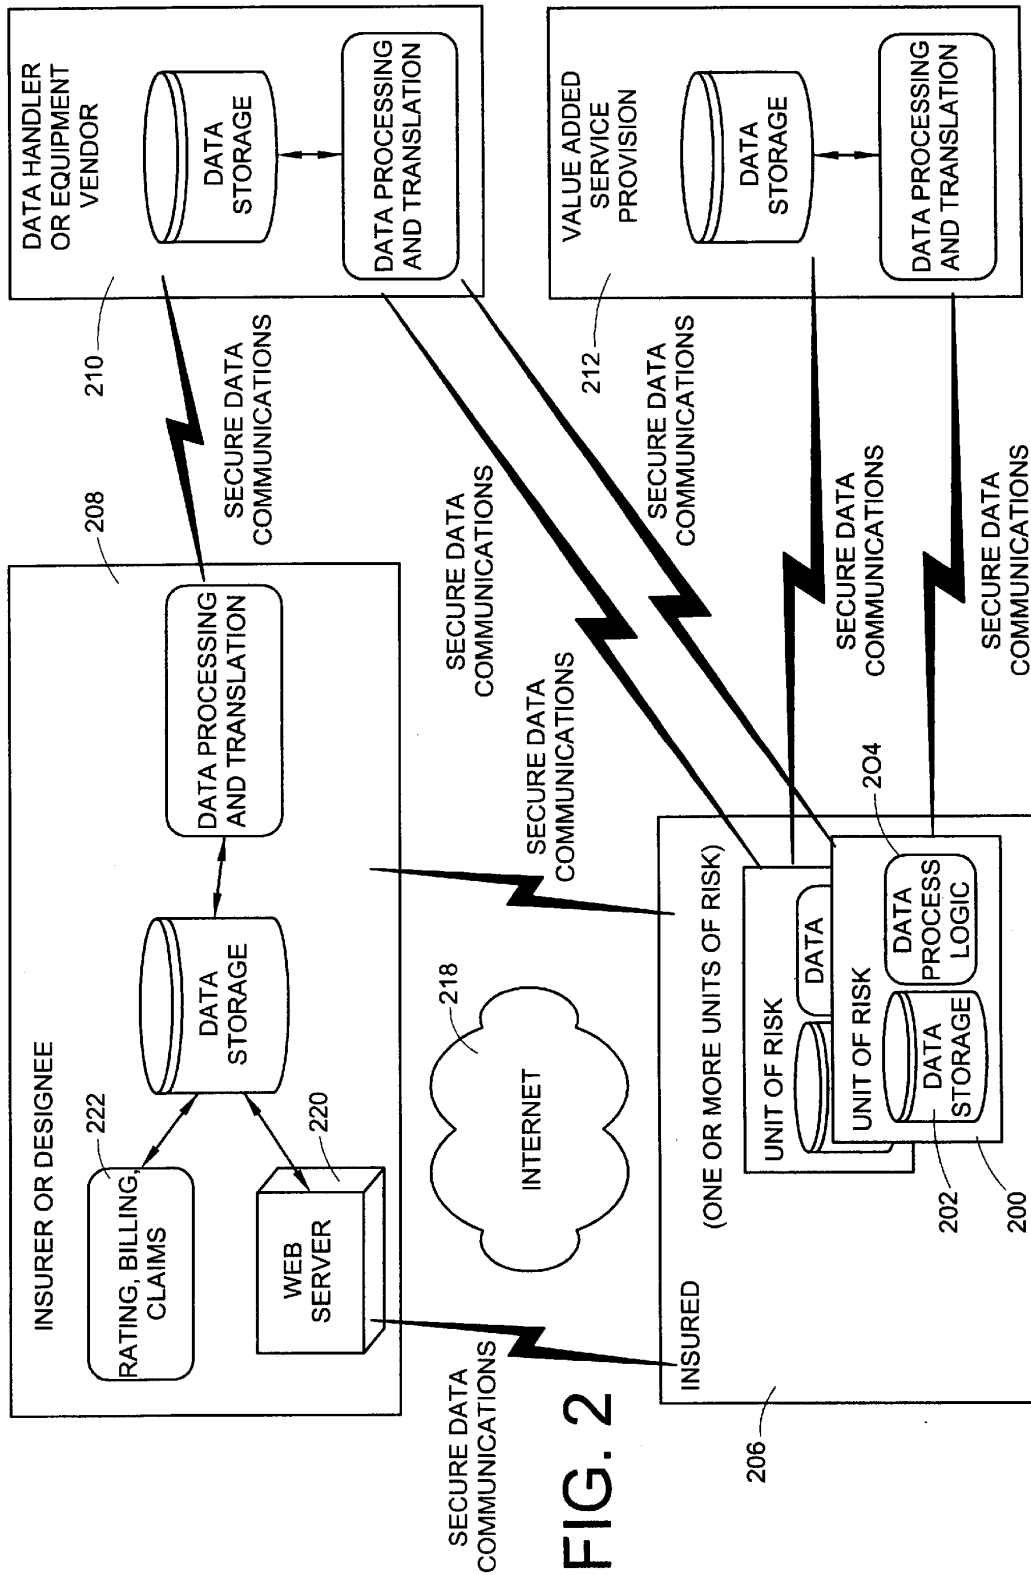 INSURER OR DESIGNEE
222
RATING, BILLING,
CLAIMS
220
WEB
SERVER
DATA
STORAGE
DATA PROCESSING
AND TRANSLATION
208
SECURE DATA
COMMUNICATIONS
210
DATA HANDLER
OR EQUIPMENT
VENDOR
DATA
STORAGE
DATA PROCESSING
AND TRANSLATION
SECURE DATA
COMMUNICATIONS
218
INTERNET
SECURE DATA
COMMUNICATIONS
SECURE DATA
COMMUNICATIONS
SECURE DATA
COMMUNICATIONS
212
VALUE ADDED
SERVICE
PROVISION
DATA
STORAGE
DATA PROCESSING
AND TRANSLATION
SECURE DATA
COMMUNICATIONS
SECURE DATA
COMMUNICATIONS
206
INSURED
(ONE OR MORE UNITS OF RISK)
UNIT OF RISK
DATA
UNIT OF RISK
204
DATA
PROCESS
LOGIC
DATA
STORAGE
202
200
FIG. 2